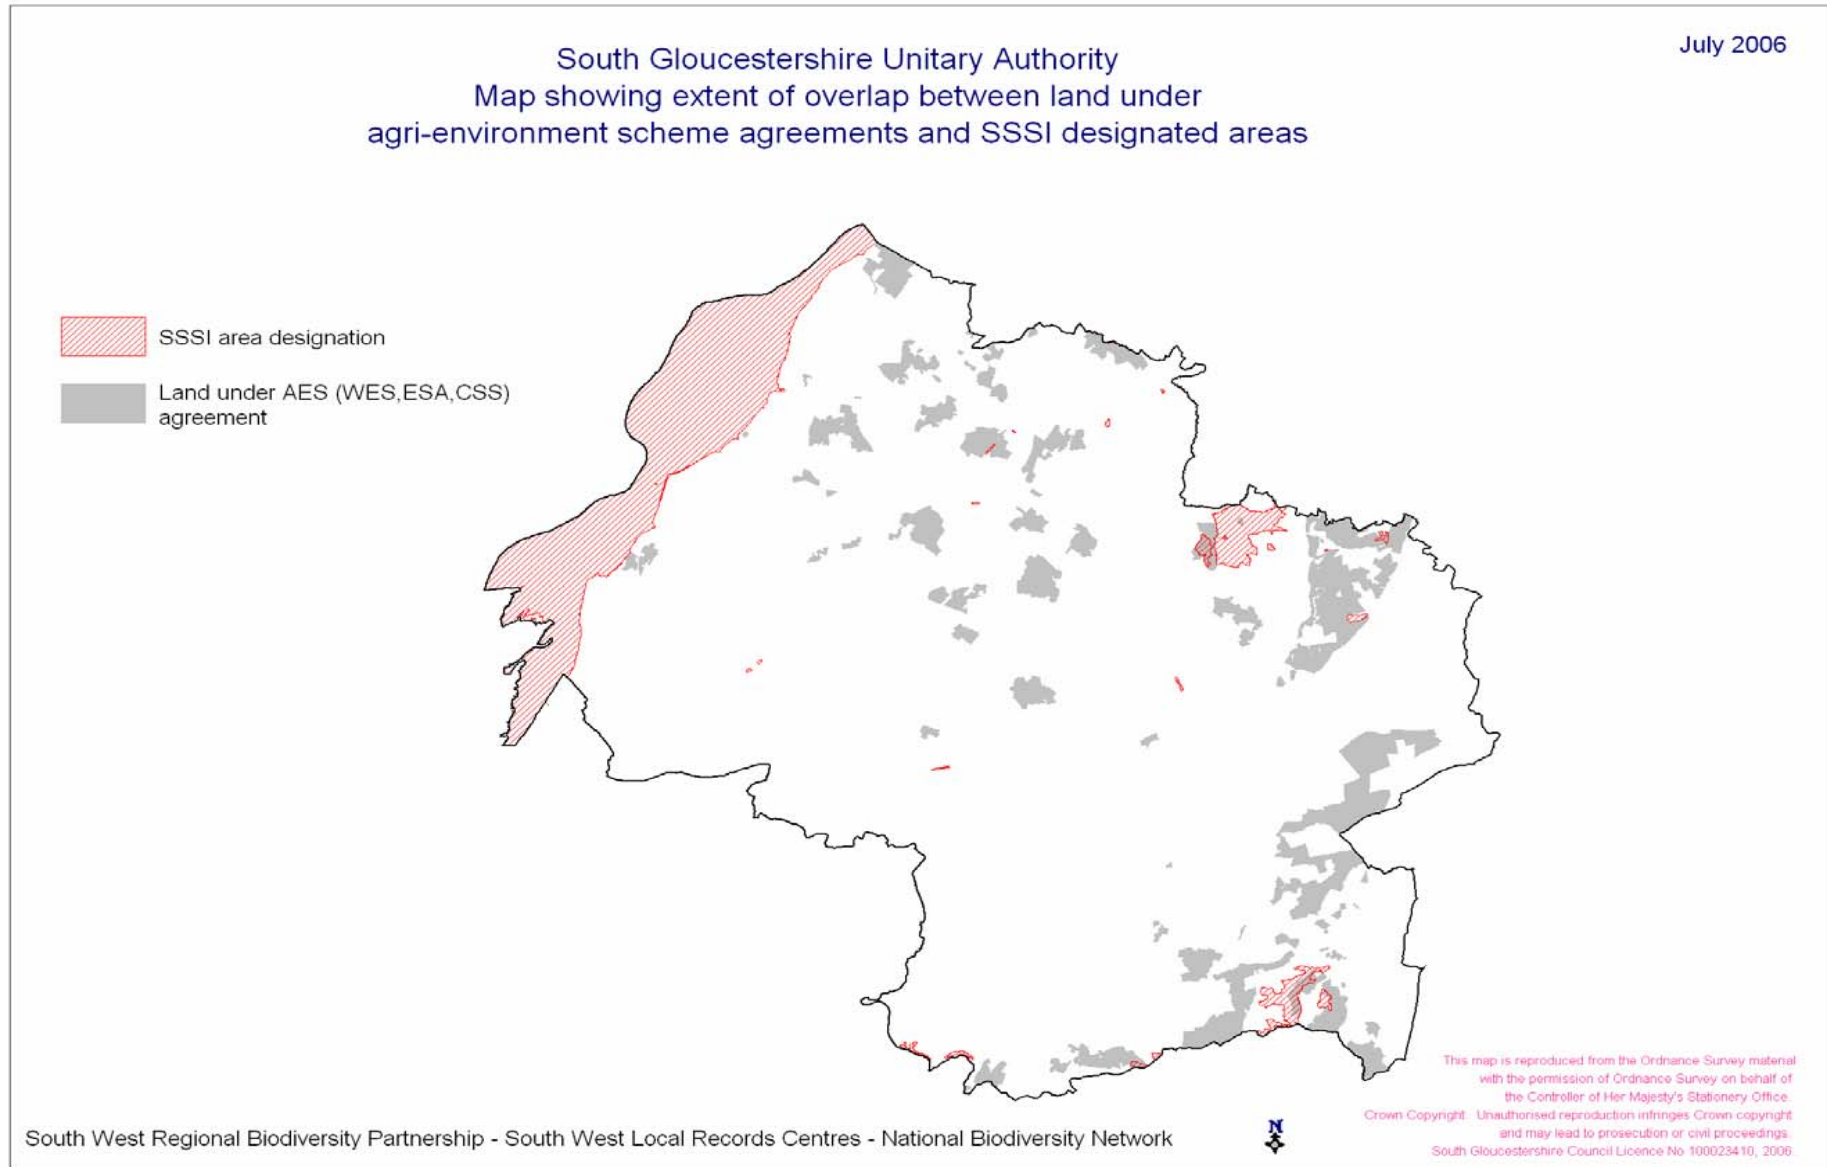 July 2006
South Gloucestershire Unitary Authority
Map showing extent of overlap between land under
agri-environment scheme agreements and SSSI designated areas
SSSI area designation
Land under AES (WES,ESA,CSS)
agreement
This map is reproduced from the Ordnance Survey material
with the permission of Ordnance Survey on behalf of
the Controller of Her Majesty's Stationery Office.
Crown Copyright. Unauthorised reproduction infringes Crown copyright
and may lead to prosecution or civil proceedings.
South Gloucestershire Council Licence No 100023410, 2006.
N
South West Regional Biodiversity Partnership - South West Local Records Centres - National Biodiversity Network